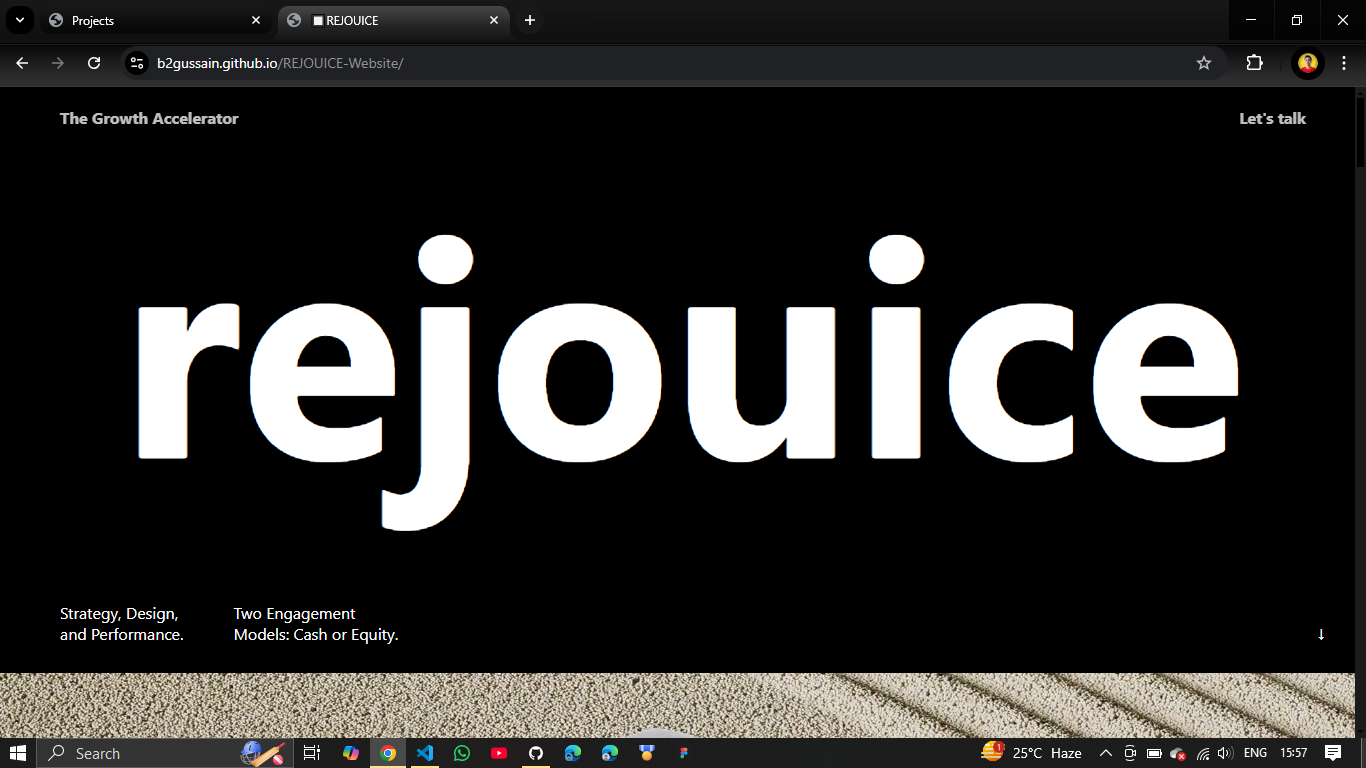 Projects
REJOUICE
b2gussain.github.io/REJOUICE-Website/
The Growth Accelerator
Let's talk
rejouice
Strategy, Design,
and Performance.
Two Engagement
Models: Cash or Equity.
↓
Search
1
25°C Haze
ENG
15:57